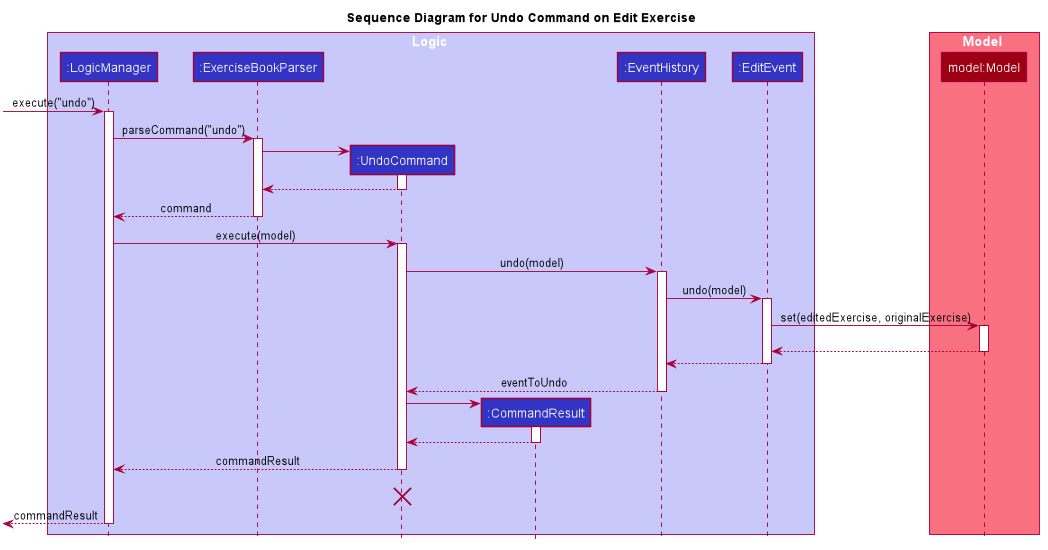 Sequence Diagram for Undo Command on Edit Exercise
Logic
Model
:LogicManager
:ExerciseBookParser
:EventHistory
:EditEvent
model:Model
execute("undo")
parseCommand("undo")
:UndoCommand
command
execute(model)
undo(model)
undo(model)
set(editedExercise, originalExercise)
eventToUndo
:CommandResult
commandResult
commandResult